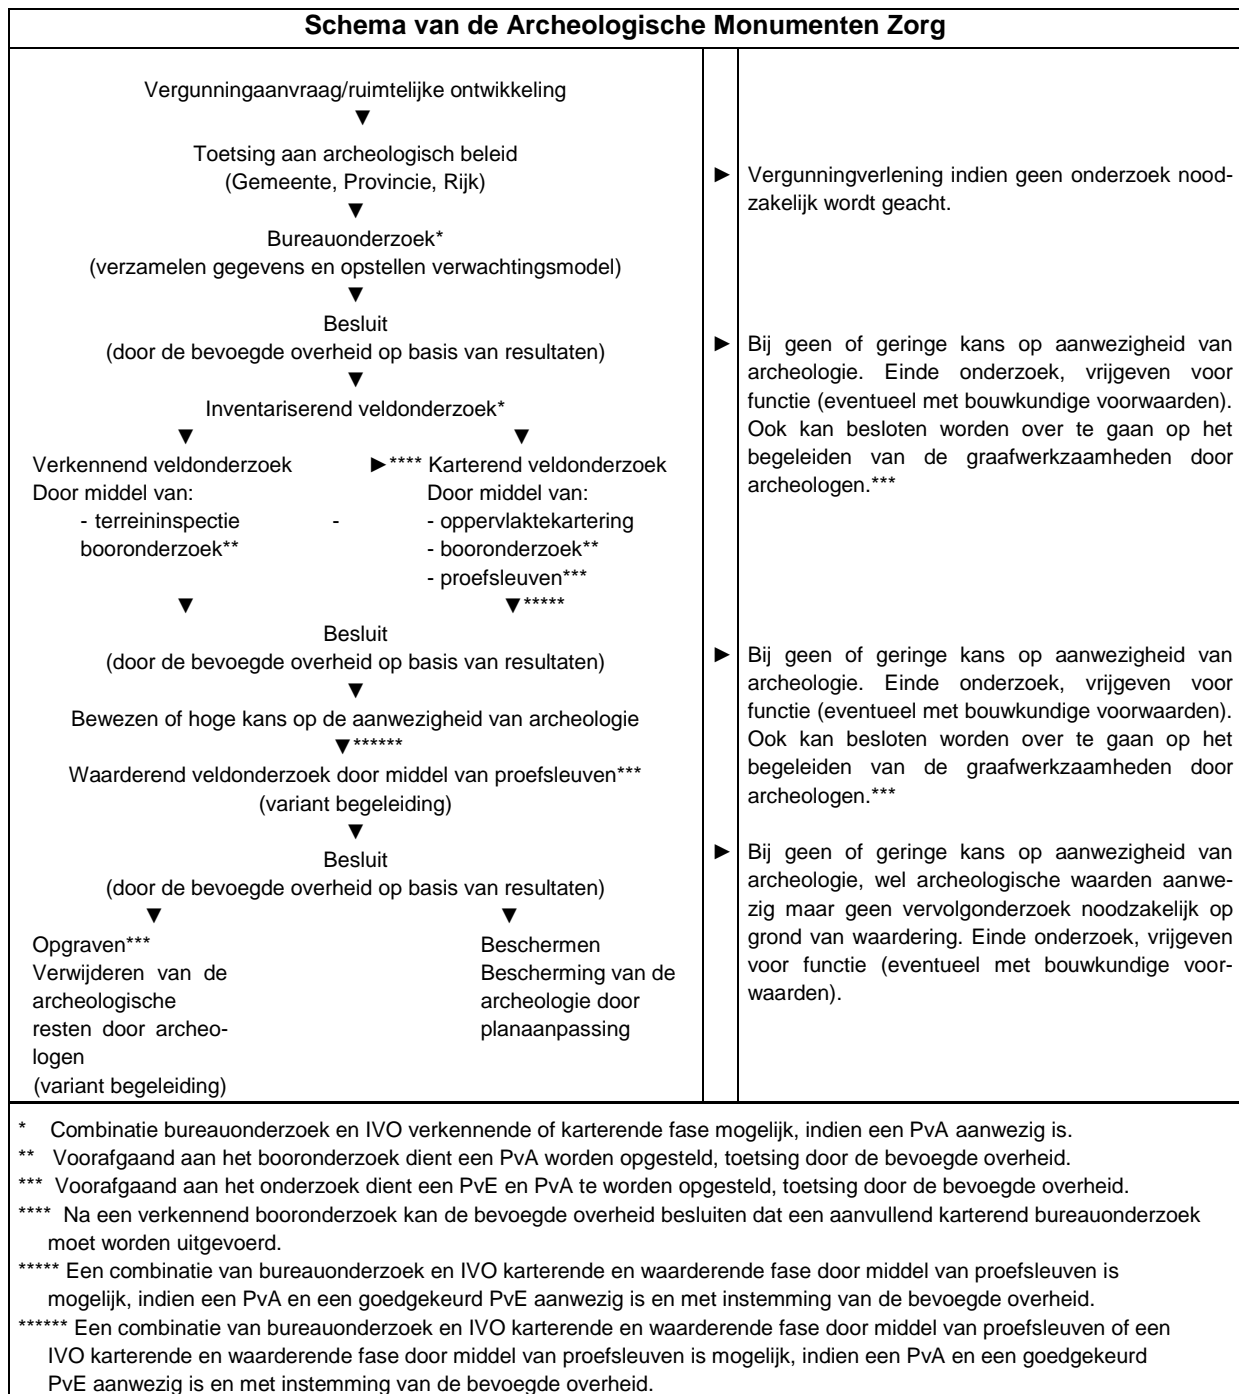 Schema van de Archeologische Monumenten Zorg
Vergunningaanvraag/ruimtelijke ontwikkeling
▼
Toetsing aan archeologisch beleid
(Gemeente, Provincie, Rijk)
▼
► Vergunningverlening indien geen onderzoek nood-
zakelijk wordt geacht.
Bureauonderzoek*
(verzamelen gegevens en opstellen verwachtingsmodel)
▼
Besluit
(door de bevoegde overheid op basis van resultaten)
▼
► Bij geen of geringe kans op aanwezigheid van
archeologie. Einde onderzoek, vrijgeven voor
functie (eventueel met bouwkundige voorwaarden).
Ook kan besloten worden over te gaan op het
begeleiden van de graafwerkzaamheden door
archeologen.***
Inventariserend veldonderzoek*
▼ ▼
Verkennend veldonderzoek ►**** Karterend veldonderzoek
Door middel van: Door middel van:
- terreininspectie - - oppervlaktekartering
booronderzoek** - booronderzoek**
- proefsleuven***
▼ ▼*****
Besluit
(door de bevoegde overheid op basis van resultaten)
▼
► Bij geen of geringe kans op aanwezigheid van
archeologie. Einde onderzoek, vrijgeven voor
functie (eventueel met bouwkundige voorwaarden).
Ook kan besloten worden over te gaan op het
begeleiden van de graafwerkzaamheden door
archeologen.***
Bewezen of hoge kans op de aanwezigheid van archeologie
▼******
Waarderend veldonderzoek door middel van proefsleuven***
(variant begeleiding)
▼
Besluit
(door de bevoegde overheid op basis van resultaten)
▼ ▼
► Bij geen of geringe kans op aanwezigheid van
archeologie, wel archeologische waarden aanwe-
zig maar geen vervolgonderzoek noodzakelijk op
grond van waardering. Einde onderzoek, vrijgeven
voor functie (eventueel met bouwkundige voor-
waarden).
Opgraven***
Verwijderen van de
archeologische
resten door archeo-
logen
(variant begeleiding)
Beschermen
Bescherming van de
archeologie door
planaanpassing
* Combinatie bureauonderzoek en IVO verkennende of karterende fase mogelijk, indien een PvA aanwezig is.
** Voorafgaand aan het booronderzoek dient een PvA worden opgesteld, toetsing door de bevoegde overheid.
*** Voorafgaand aan het onderzoek dient een PvE en PvA te worden opgesteld, toetsing door de bevoegde overheid.
**** Na een verkennend booronderzoek kan de bevoegde overheid besluiten dat een aanvullend karterend bureauonderzoek
moet worden uitgevoerd.
***** Een combinatie van bureauonderzoek en IVO karterende en waarderende fase door middel van proefsleuven is
mogelijk, indien een PvA en een goedgekeurd PvE aanwezig is en met instemming van de bevoegde overheid.
****** Een combinatie van bureauonderzoek en IVO karterende en waarderende fase door middel van proefsleuven of een
IVO karterende en waarderende fase door middel van proefsleuven is mogelijk, indien een PvA en een goedgekeurd
PvE aanwezig is en met instemming van de bevoegde overheid.